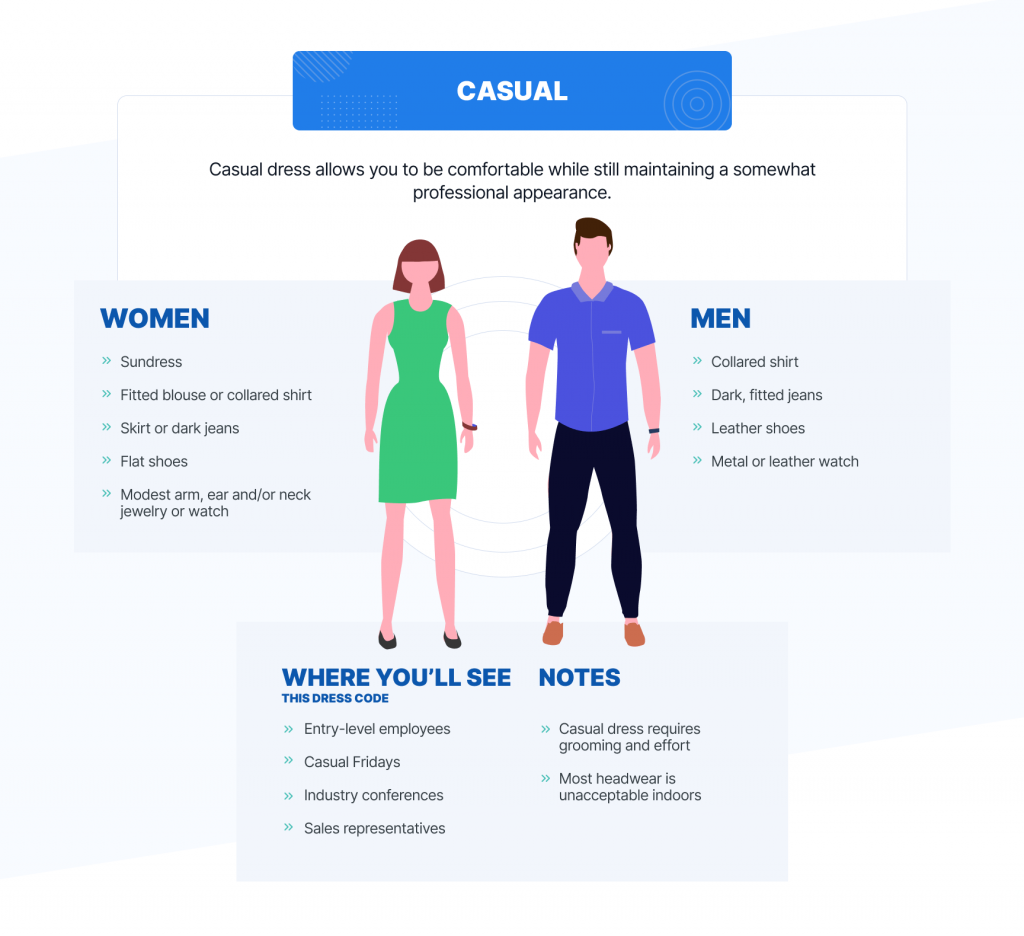 CASUAL
Casual dress allows you to be comfortable while still maintaining a somewhat
professional appearance.
WOMEN
Sundress
Fitted blouse or collared shirt
Skirt or dark jeans
Flat shoes
Modest arm, ear and/or neck
jewelry or watch
MEN
Collared shirt
Dark, fitted jeans
Leather shoes
Metal or leather watch
WHERE YOU’LL SEE
THIS DRESS CODE
Entry-level employees
Casual Fridays
Industry conferences
Sales representatives
NOTES
Casual dress requires
grooming and effort
Most headwear is
unacceptable indoors